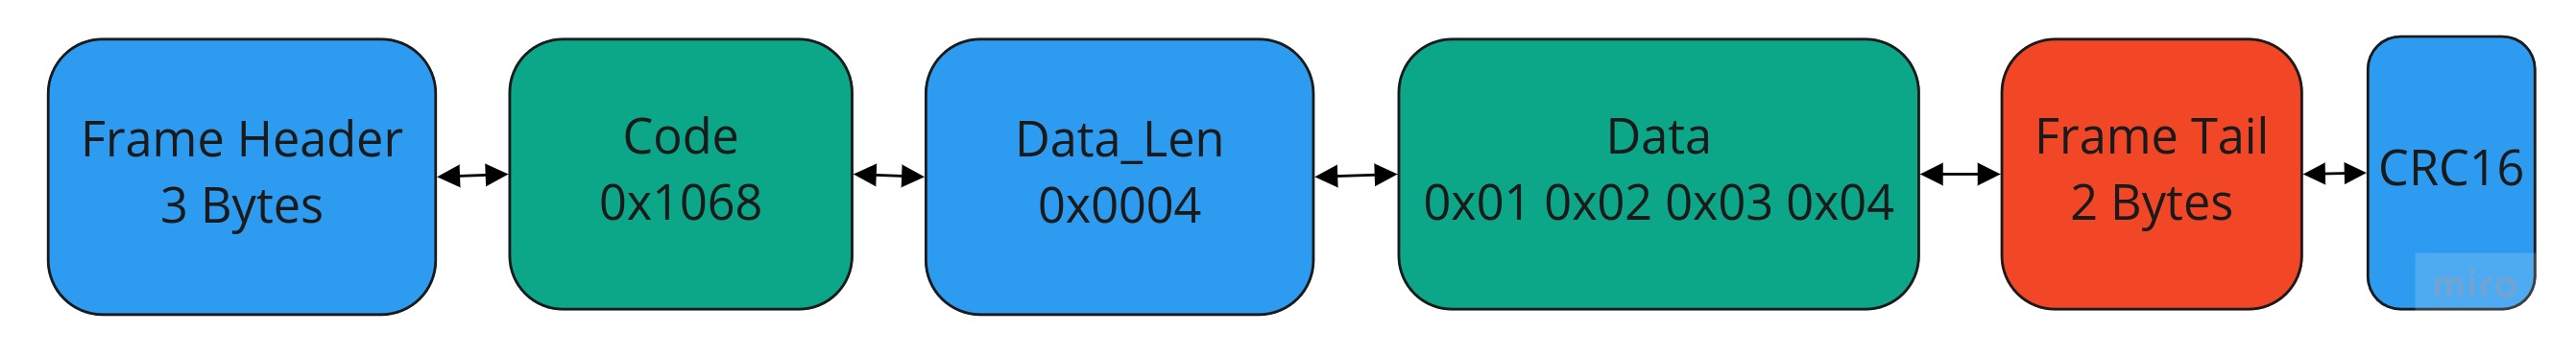 Frame Header
3 Bytes
Code
0x1068
Data_Len
0x0004
Data
0x01 0x02 0x03 0x04
Frame Tail
2 Bytes
CRC16
miro